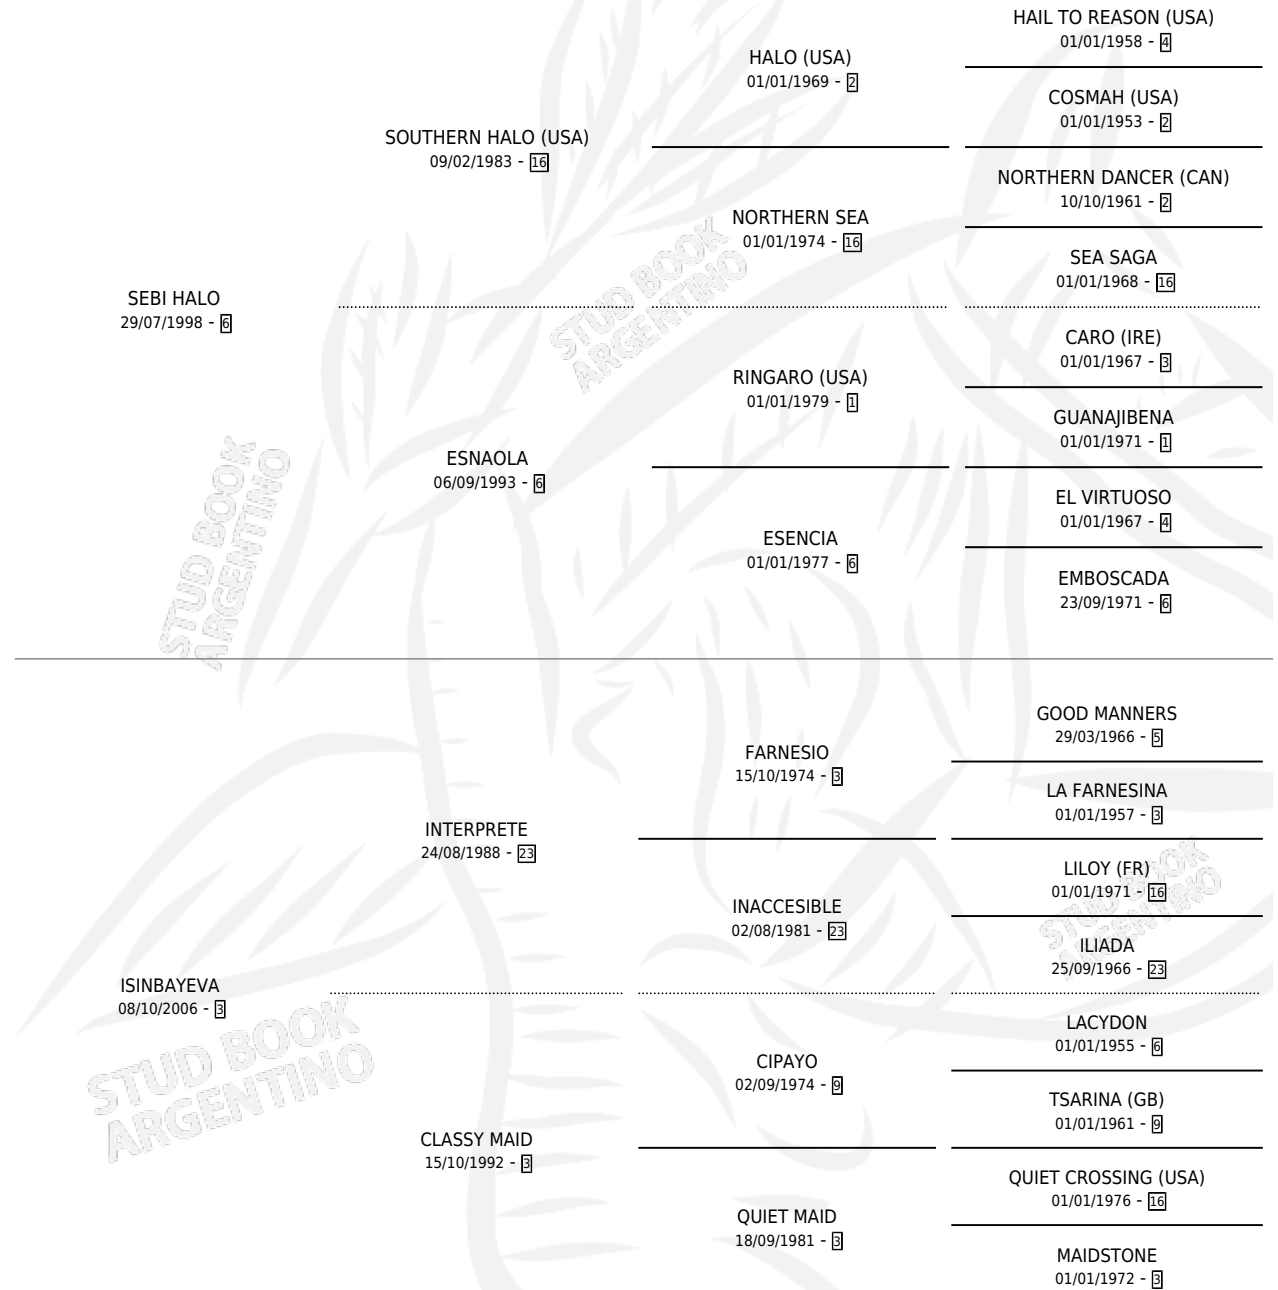 HAIL TO REASON (USA)
01/01/1958 - 4
HALO (USA)
01/01/1969 - 2
COSMAH (USA)
01/01/1953 - 2
SOUTHERN HALO (USA)
09/02/1983 - 16
NORTHERN DANCER (CAN)
10/10/1961 - 2
NORTHERN SEA
01/01/1974 - 16
SEA SAGA
01/01/1968 - 16
SEBI HALO
29/07/1998 - 6
CARO (IRE)
01/01/1967 - 3
RINGARO (USA)
01/01/1979 - 1
GUANAJIBENA
01/01/1971 - 1
ESNAOLA
06/09/1993 - 6
EL VIRTUOSO
01/01/1967 - 4
ESENCIA
01/01/1977 - 6
EMBOSCADA
23/09/1971 - 6
STUD BOOK
ARGENTINO
STUD BOOK
ARGENTINO
GOOD MANNERS
29/03/1966 - 5
FARNESIO
15/10/1974 - 3
LA FARNESINA
01/01/1957 - 3
INTERPRETE
24/08/1988 - 23
LILOY (FR)
01/01/1971 - 16
INACCESIBLE
02/08/1981 - 23
ILIADA
25/09/1966 - 23
STUD BOOK
ARGENTINO
ISINBAYEVA
08/10/2006 - 3
LACYDON
01/01/1955 - 6
CIPAYO
02/09/1974 - 9
TSARINA (GB)
01/01/1961 - 9
CLASSY MAID
15/10/1992 - 3
QUIET CROSSING (USA)
01/01/1976 - 16
QUIET MAID
18/09/1981 - 3
MAIDSTONE
01/01/1972 - 3
STUD BOOK
ARGENTINO